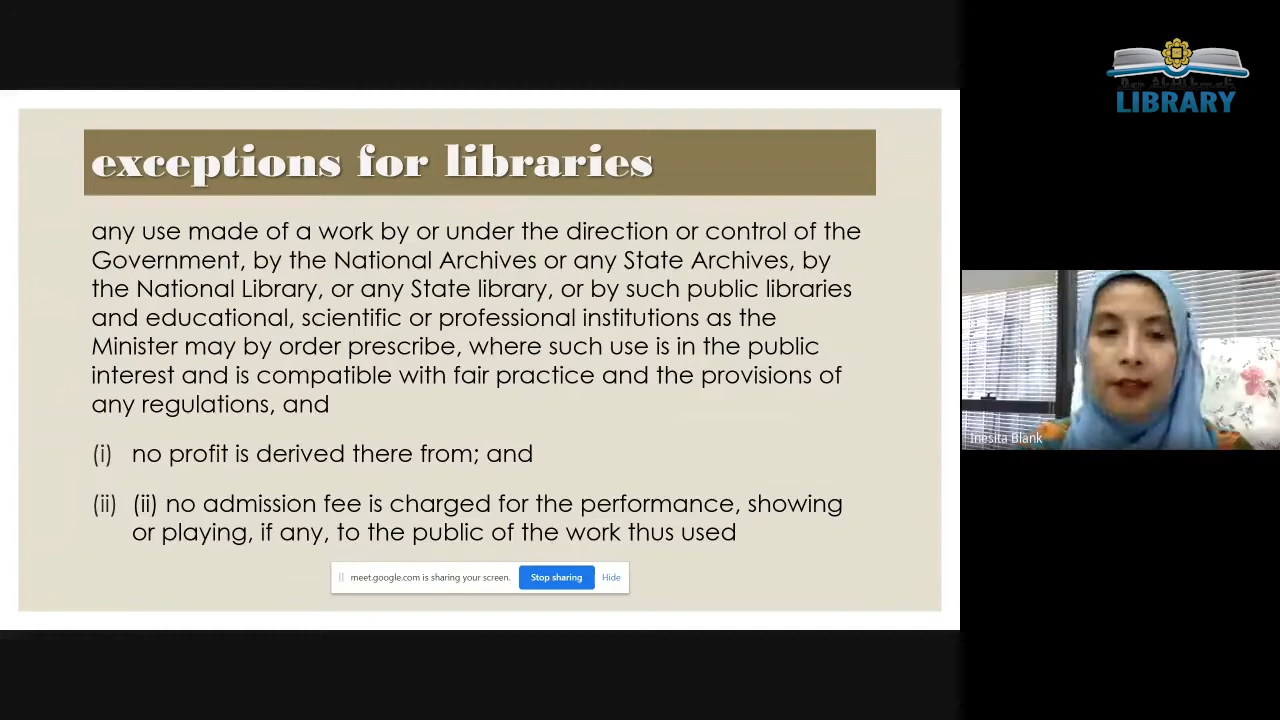 exceptions for libraries
any use made of a work by or under the direction or control of the
Government, by the National Archives or any State Archives, by
the National Library, or any State library, or by such public libraries
and educational, scientific or professional institutions as the
Minister may by order prescribe, where such use is in the public
interest and is compatible with fair practice and the provisions of
any regulations, and
(i) no profit is derived there from; and
(ii) (ii) no admission fee is charged for the performance, showing
or playing, if any, to the public of the work thus used
meet.google.com is sharing your screen. Stop sharing Hide
LIBRARY
Inesita Blank